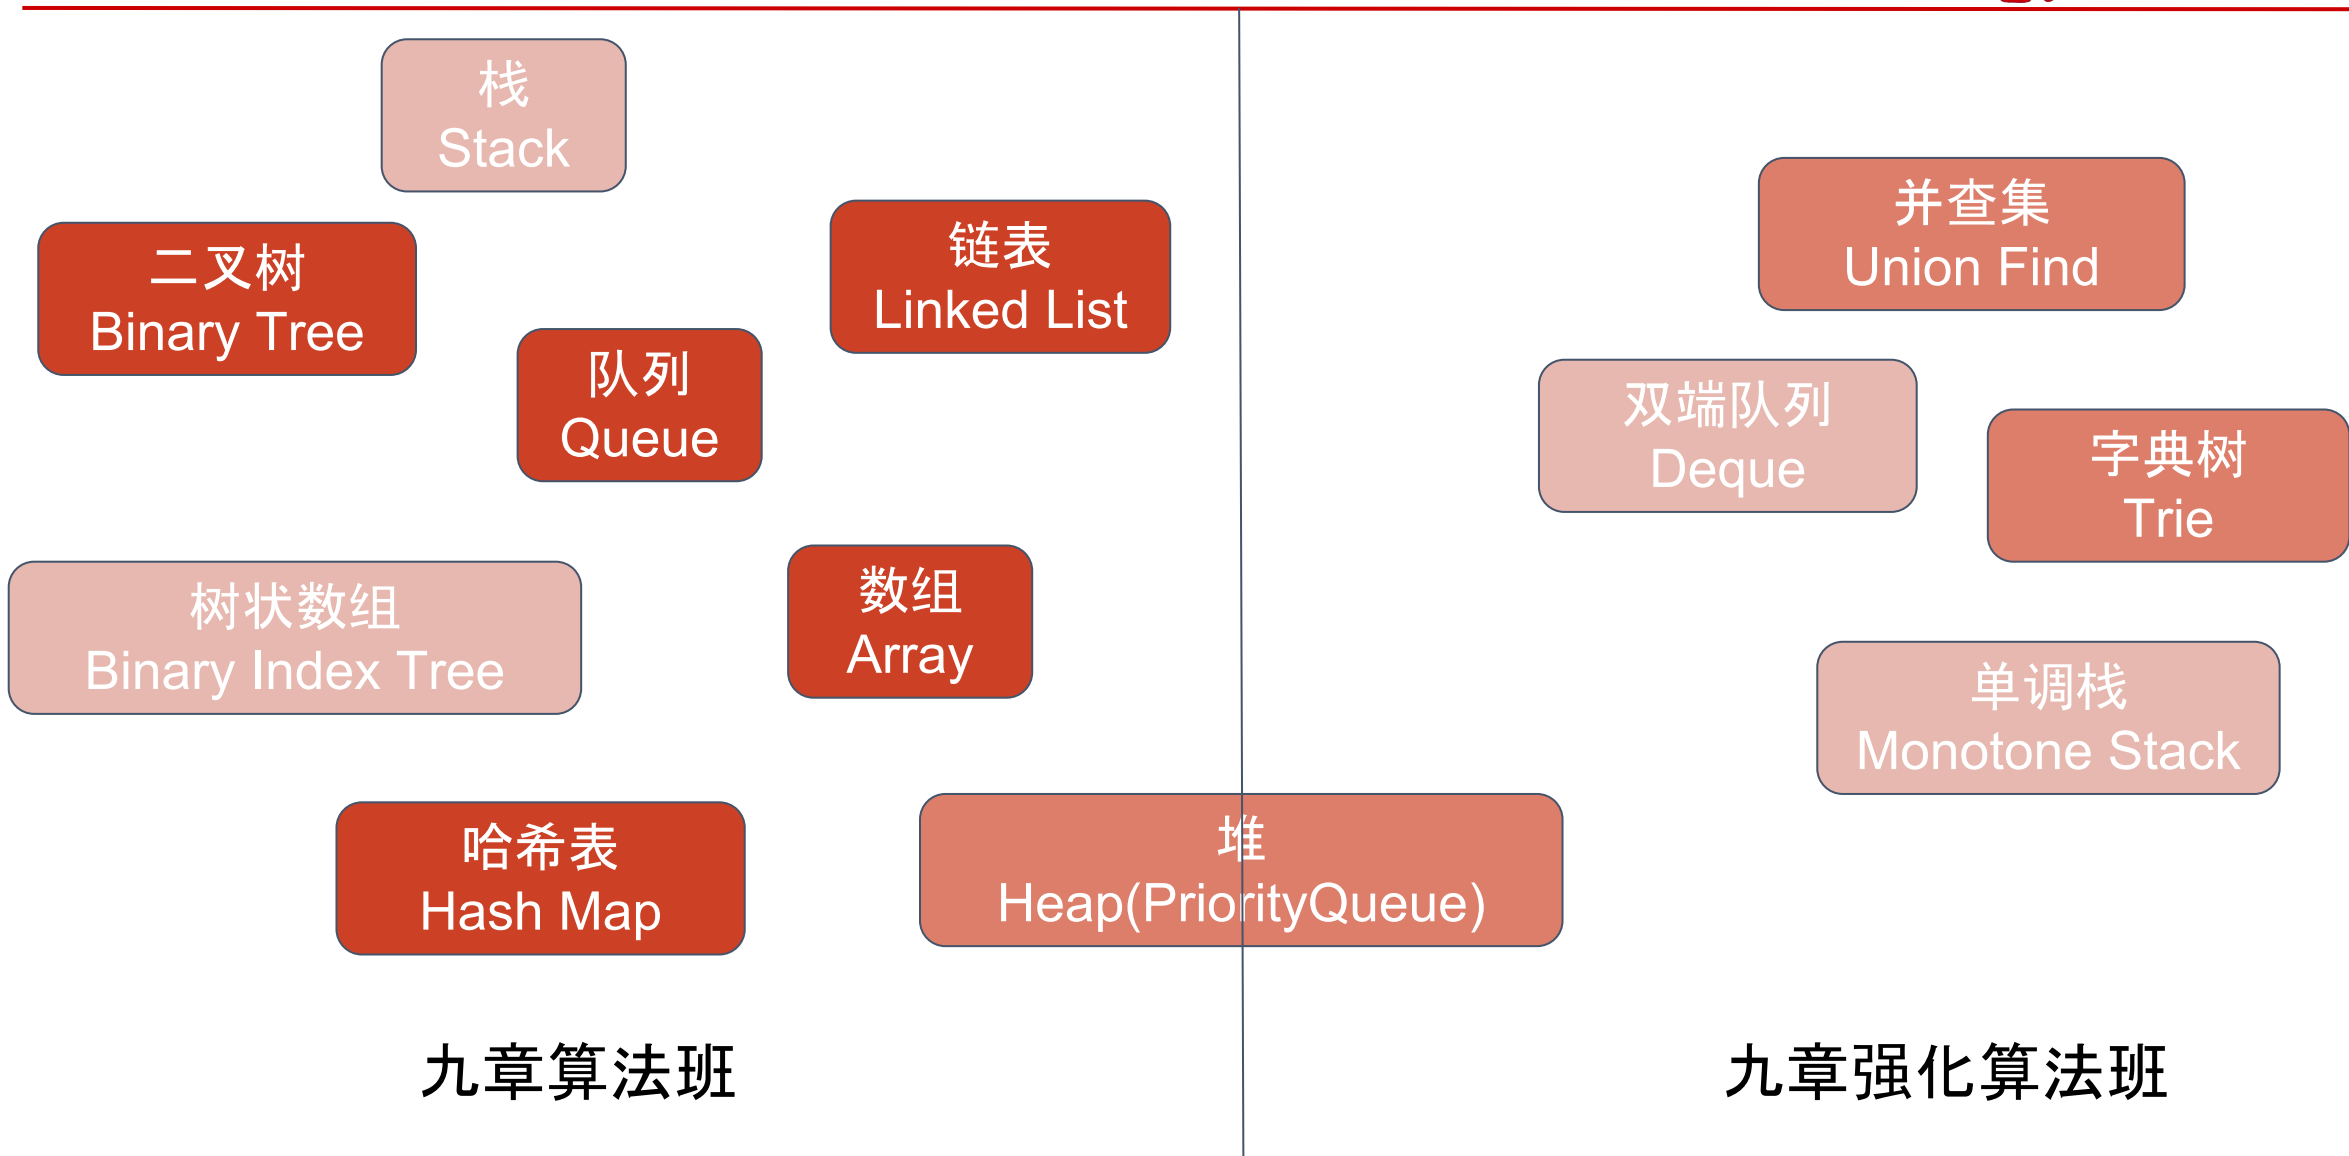 栈
Stack
二叉树
Binary Tree
链表
Linked List
队列
Queue
树状数组
Binary Index Tree
数组
Array
哈希表
Hash Map
堆
Heap(PriorityQueue)
并查集
Union Find
双端队列
Deque
字典树
Trie
单调栈
Monotone Stack
九章算法班
九章强化算法班